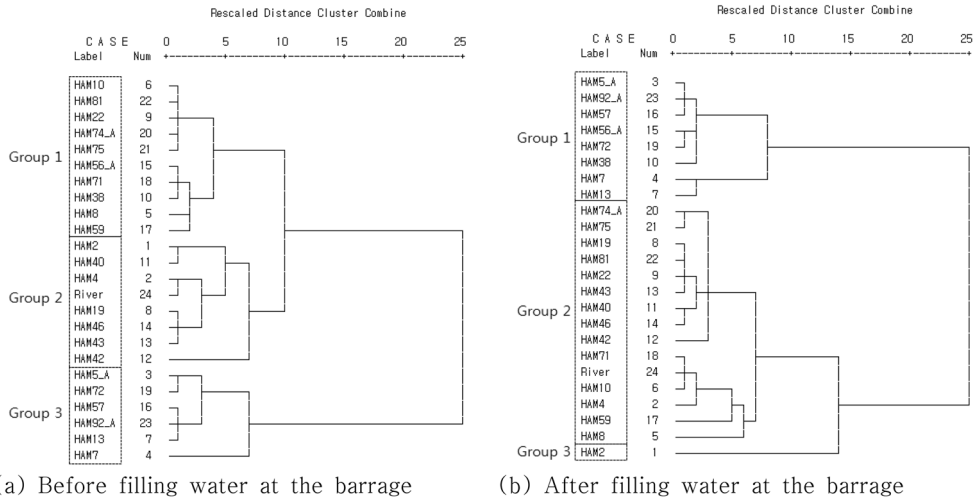 Rescaled Distance Cluster Combine
C A S E 0 5 10 15 20 25
Label Num
HAM10 6
HAM81 22
HAM22 9
HAM74_A 20
HAM75 21
Group 1
HAM56_A 15
HAM71 18
HAM38 10
HAM8 5
HAM59 17
HAM2 1
HAM40 11
HAM4 2
Group 2
River 24
HAM19 8
HAM46 14
HAM43 13
HAM42 12
HAM5_A 3
HAM72 19
Group 3
HAM57 16
HAM92_A 23
HAM13 7
HAM7 4
(a) Before filling water at the barrage
Rescaled Distance Cluster Combine
C A S E 0 5 10 15 20 25
Label Num
HAM5_A 3
HAM92_A 23
HAM57 16
Group 1
HAM56_A 15
HAM72 19
HAM38 10
HAM7 4
HAM13 7
HAM74_A 20
HAM75 21
HAM19 8
HAM81 22
HAM22 9
HAM43 13
Group 2
HAM40 11
HAM46 14
HAM42 12
HAM71 18
River 24
HAM10 6
HAM4 2
HAM59 17
HAM8 5
Group 3 HAM2 1
(b) After filling water at the barrage